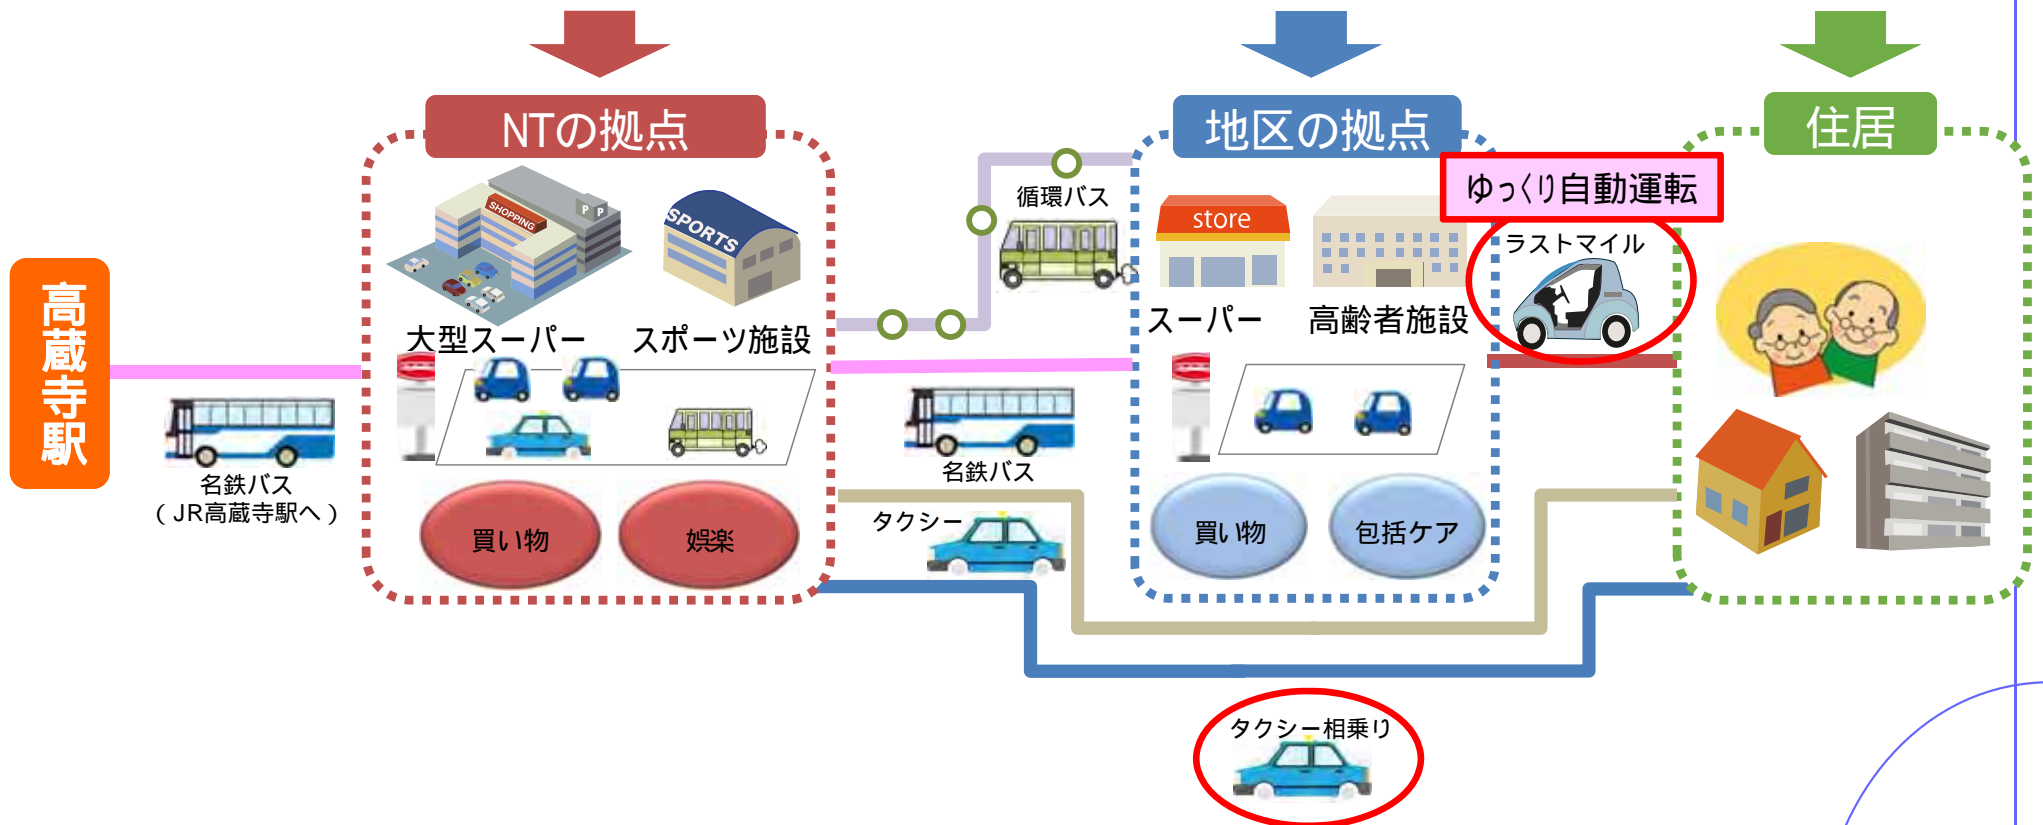 NTの拠点
地区の拠点
住居
ゆっくり自動運転
ラストマイル
循環バス
SHOPPING
P P
SPORTS
store
大型スーパー
スポーツ施設
スーパー
高齢者施設
高蔵寺駅
名鉄バス
(JR高蔵寺駅へ)
名鉄バス
タクシー
買い物
娯楽
買い物
包括ケア
タクシー相乗り